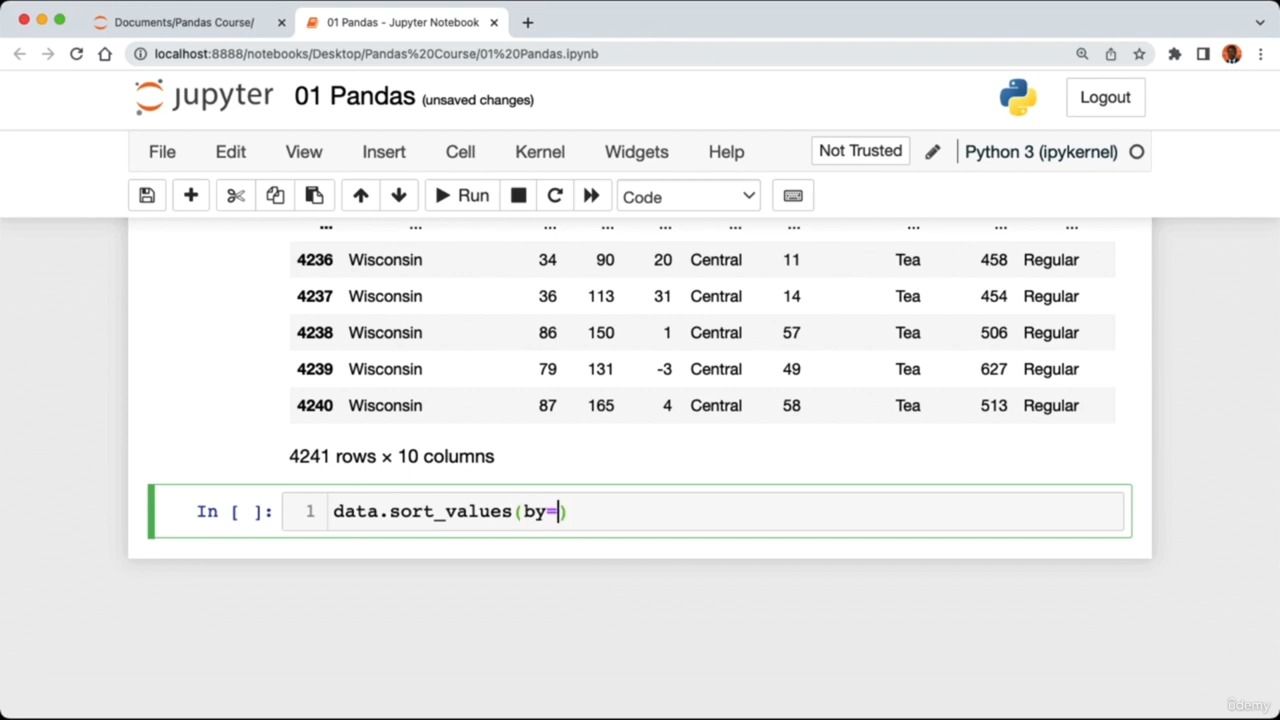 Documents/Pandas Course/
01 Pandas - Jupyter Notebook
localhost:8888/notebooks/Desktop/Pandas%20Course/01%20Pandas.ipynb
jupyter 01 Pandas (unsaved changes) Logout
File Edit View Insert Cell Kernel Widgets Help Not Trusted Python 3 (ipykernel)
Run Code
... ... ... ... ... ... ... ... ... ...
4236 Wisconsin 34 90 20 Central 11 Tea 458 Regular
4237 Wisconsin 36 113 31 Central 14 Tea 454 Regular
4238 Wisconsin 86 150 1 Central 57 Tea 506 Regular
4239 Wisconsin 79 131 -3 Central 49 Tea 627 Regular
4240 Wisconsin 87 165 4 Central 58 Tea 513 Regular
4241 rows × 10 columns
In [ ]: 1 data.sort_values(by=)
ûdemy